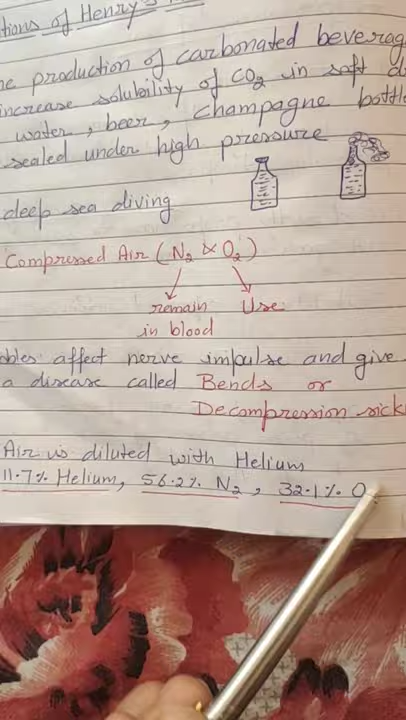 tions of Henry's
he production of carbonated beverag
increase solubility of CO₂ in soft d
water, beer, champagne bottle
sealed under high pressure
deep sea diving
Compressed Air (N₂ & O₂)
remain Use
in blood
bbles affect nerve impulse and give
a disease called Bends or
Decompression sick
Air is diluted with Helium
11.7% Helium, 56.2% N₂, 32.1% O